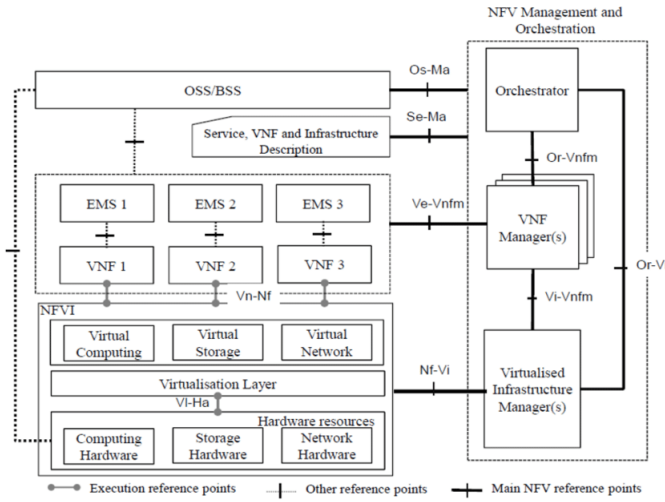 NFV Management and
Orchestration
Os-Ma
OSS/BSS
Orchestrator
Se-Ma
Service, VNF and Infrastructure
Description
Or-Vnfm
EMS 1
EMS 2
EMS 3
Ve-Vnfm
VNF
Manager(s)
VNF 1
VNF 2
VNF 3
Or-V
Vn-Nf
Vi-Vnfm
NFVI
Virtual
Computing
Virtual
Storage
Virtual
Network
Virtualisation Layer
Nf-Vi
Virtualised
Infrastructure
Manager(s)
Vl-Ha
Hardware resources
Computing
Hardware
Storage
Hardware
Network
Hardware
Execution reference points
Other reference points
Main NFV reference points